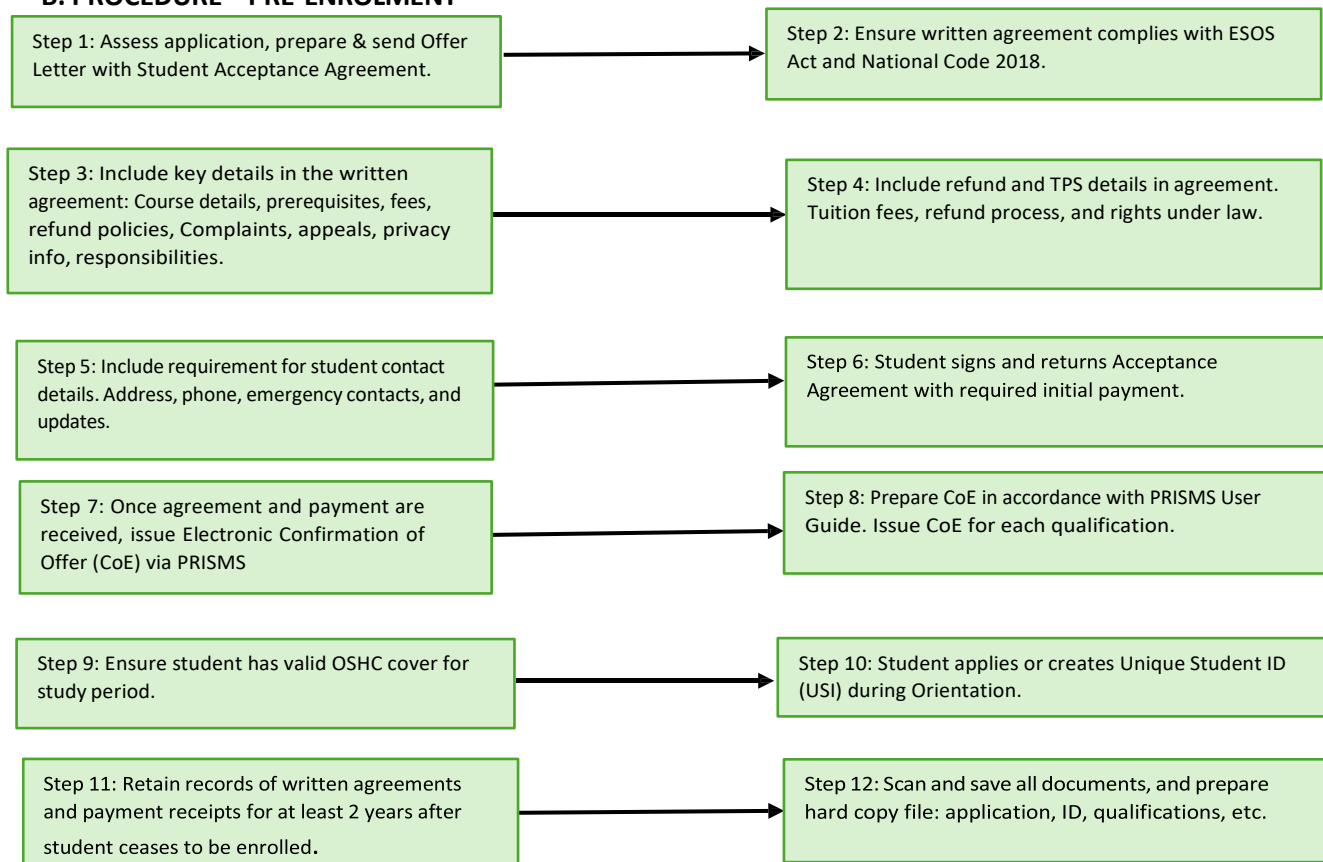 B. PROCEDURE - PRE-ENROLMENT
Step 1: Assess application, prepare & send Offer
Letter with Student Acceptance Agreement.
Step 2: Ensure written agreement complies with ESOS
Act and National Code 2018.
Step 3: Include key details in the written
agreement: Course details, prerequisites, fees,
refund policies, Complaints, appeals, privacy
info, responsibilities.
Step 4: Include refund and TPS details in agreement.
Tuition fees, refund process, and rights under law.
Step 5: Include requirement for student contact
details. Address, phone, emergency contacts, and
updates.
Step 6: Student signs and returns Acceptance
Agreement with required initial payment.
Step 7: Once agreement and payment are
received, issue Electronic Confirmation of
Offer (CoE) via PRISMS
Step 8: Prepare CoE in accordance with PRISMS User
Guide. Issue CoE for each qualification.
Step 9: Ensure student has valid OSHC cover for
study period.
Step 10: Student applies or creates Unique Student ID
(USI) during Orientation.
Step 11: Retain records of written agreements
and payment receipts for at least 2 years after
student ceases to be enrolled.
Step 12: Scan and save all documents, and prepare
hard copy file: application, ID, qualifications, etc.